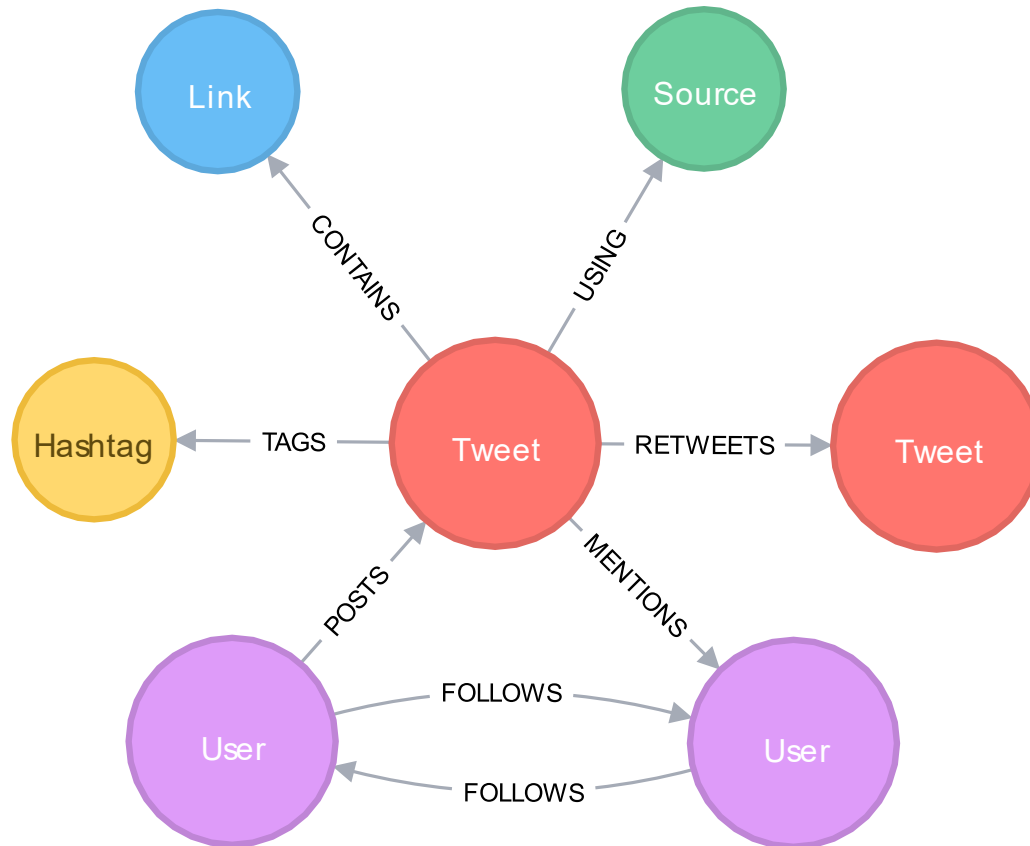 Link
Source
CONTAINS
USING
Hashtag
TAGS
Tweet
RETWEETS
Tweet
POSTS
MENTIONS
FOLLOWS
User
User
FOLLOWS